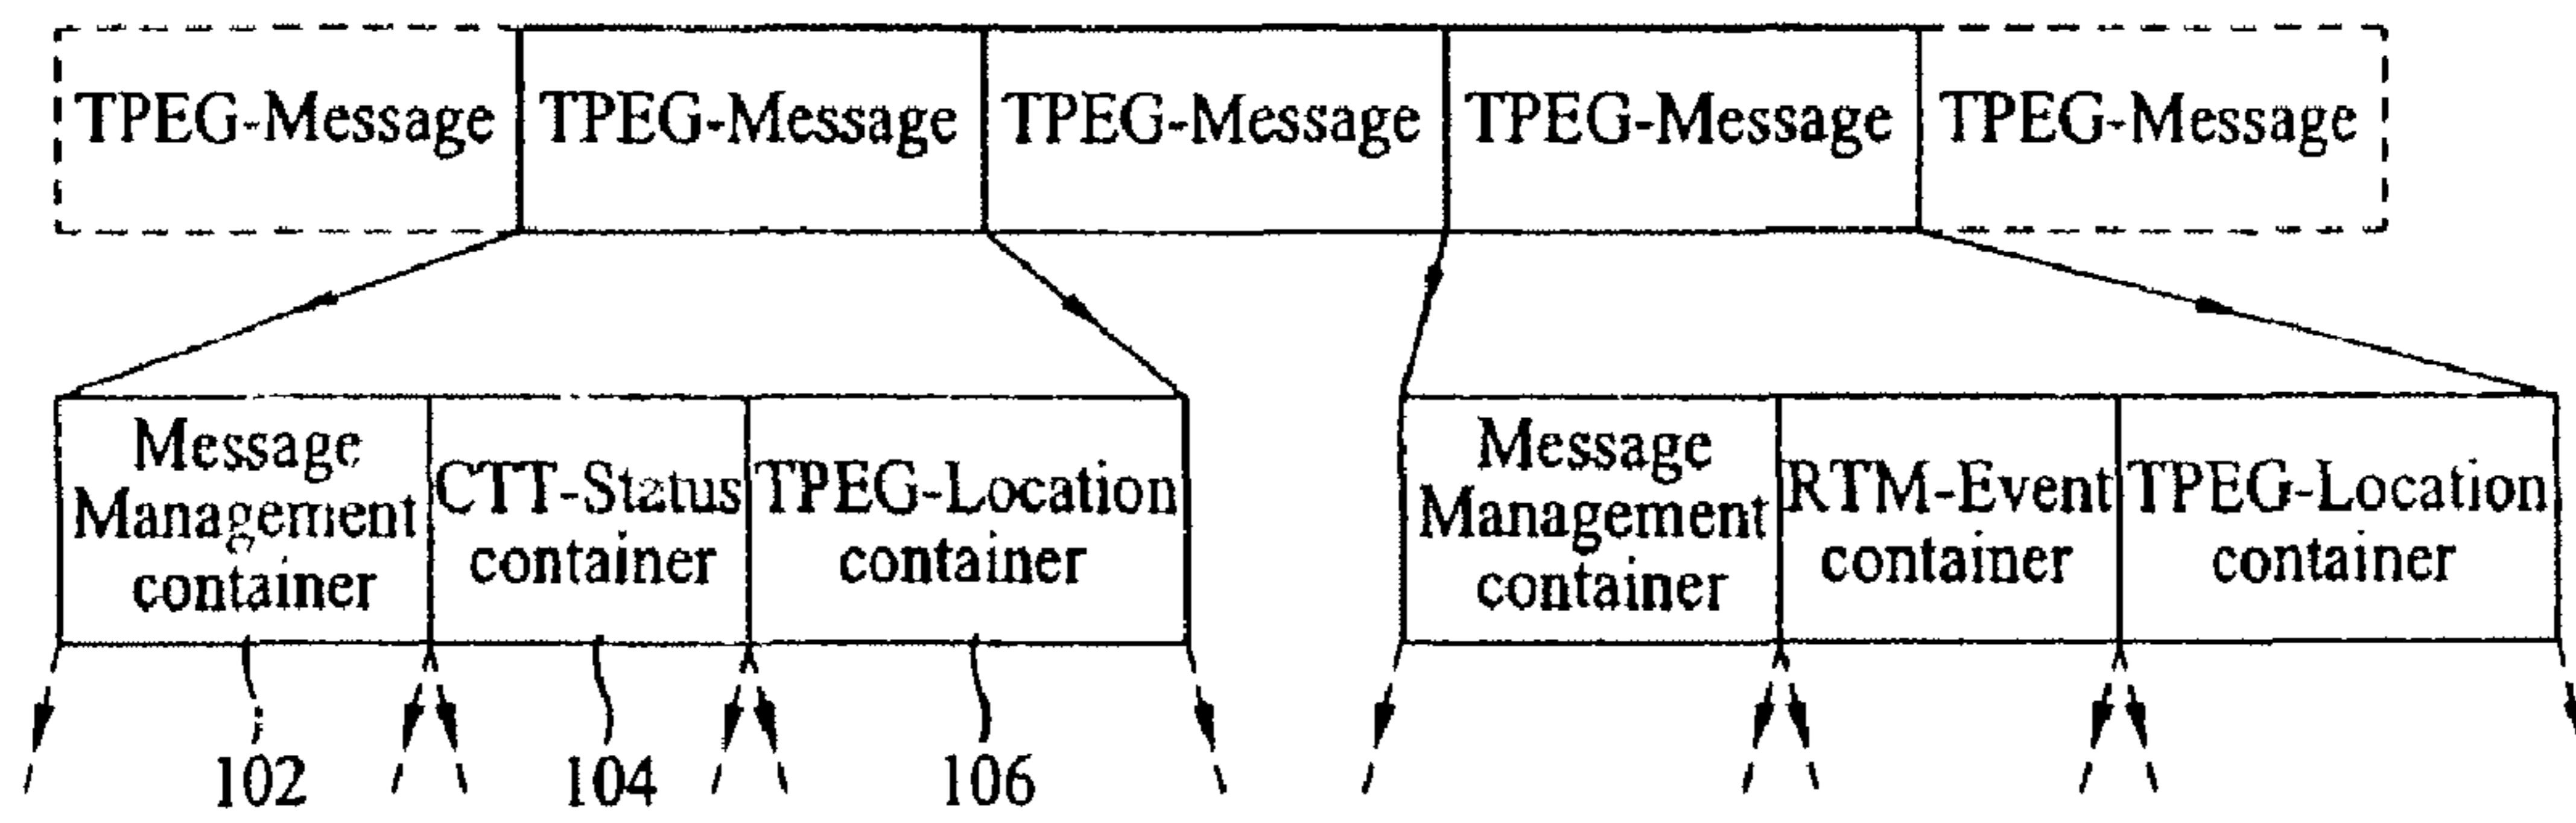 TPEG-Message TPEG-Message TPEG-Message TPEG-Message TPEG-Message
Message
Management
container
CTT-Status
container
TPEG-Location
container
Message
Management
container
RTM-Event
container
TPEG-Location
container
102 104 106